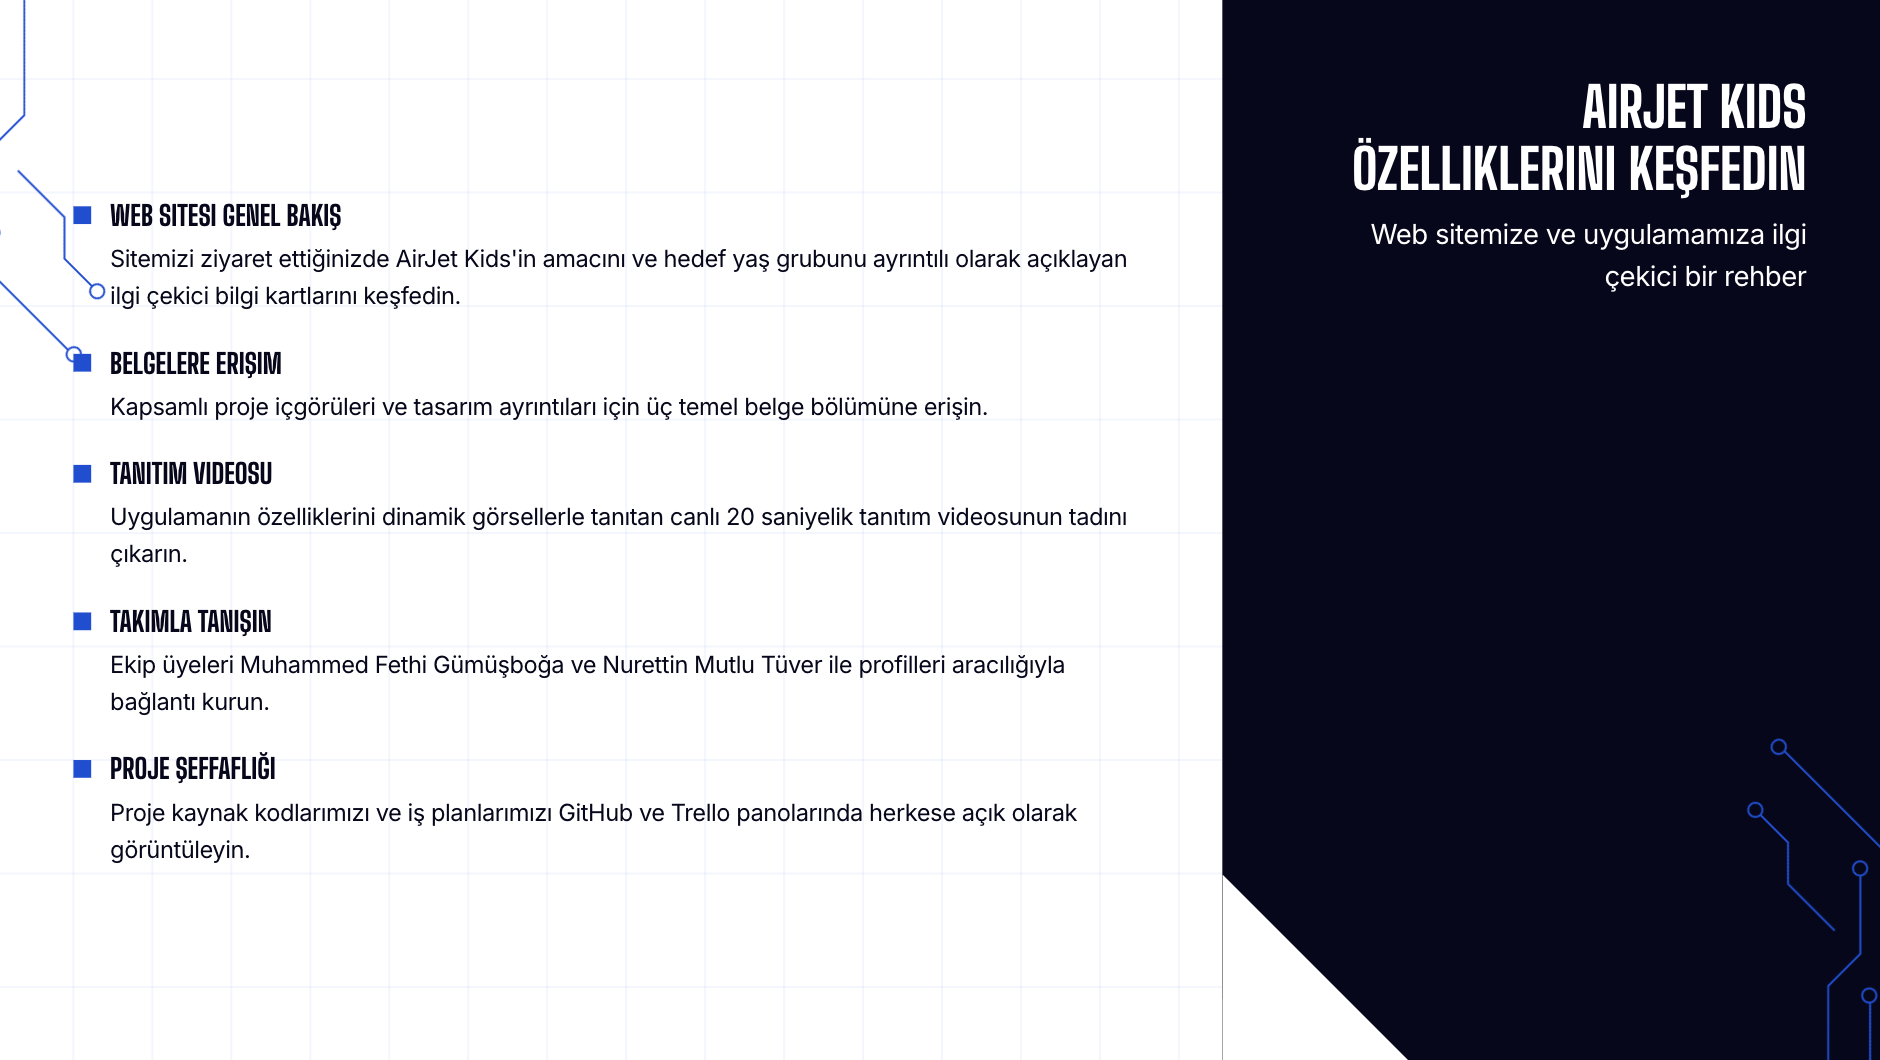 AIRJET KIDS
ÖZELLIKLERINI KEŞFEDIN
Web sitemize ve uygulamamıza ilgi
çekici bir rehber
WEB SITESI GENEL BAKIŞ
Sitemizi ziyaret ettiğinizde AirJet Kids'in amacını ve hedef yaş grubunu ayrıntılı olarak açıklayan
ilgi çekici bilgi kartlarını keşfedin.
BELGELERE ERIŞIM
Kapsamlı proje içgörüleri ve tasarım ayrıntıları için üç temel belge bölümüne erişin.
TANITIM VIDEOSU
Uygulamanın özelliklerini dinamik görsellerle tanıtan canlı 20 saniyelik tanıtım videosunun tadını
çıkarın.
TAKIMLA TANIŞIN
Ekip üyeleri Muhammed Fethi Gümüşboğa ve Nurettin Mutlu Tüver ile profilleri aracılığıyla
bağlantı kurun.
PROJE ŞEFFAFLIĞI
Proje kaynak kodlarımızı ve iş planlarımızı GitHub ve Trello panolarında herkese açık olarak
görüntüleyin.